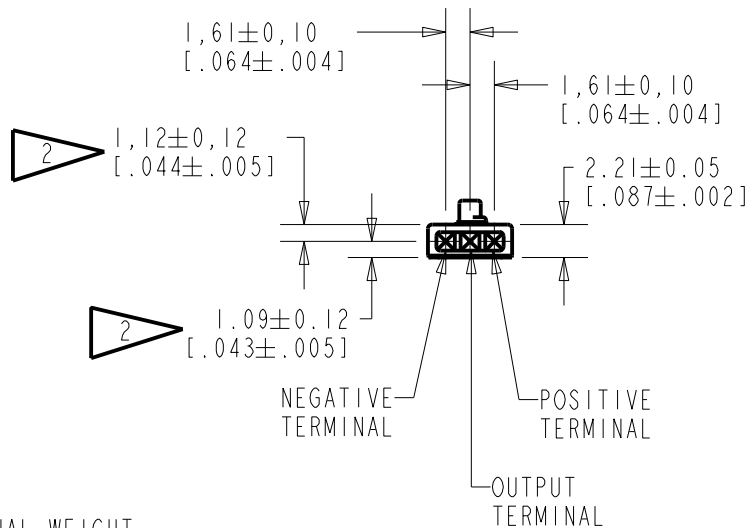 1,61±0,10
[.064±.004]
1,61±0,10
[.064±.004]
2
1,12±0,12
[.044±.005]
2.21±0.05
[.087±.002]
2
1.09±0.12
[.043±.005]
NEGATIVE
TERMINAL
POSITIVE
TERMINAL
OUTPUT
TERMINAL
WEIGHT